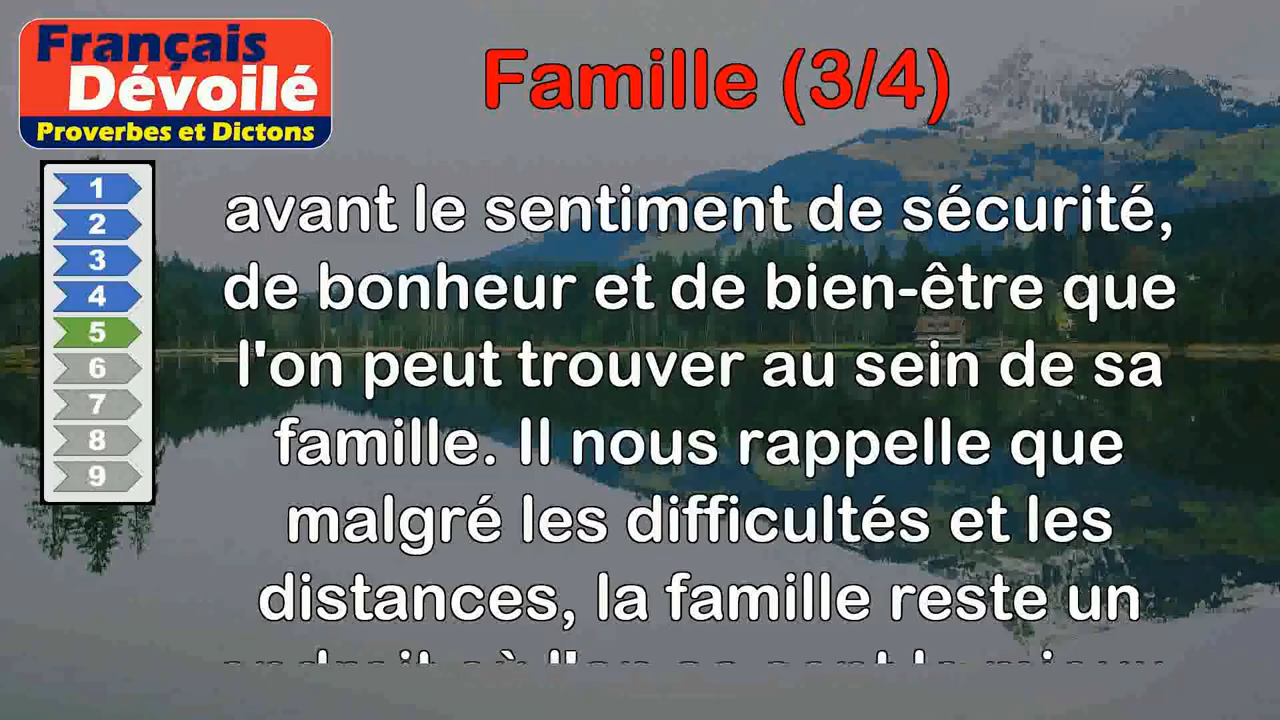 Français
Dévoilé
Proverbes et Dictons
Famille (3/4)
1
2
3
4
5
6
7
8
9
avant le sentiment de sécurité,
de bonheur et de bien-être que
l'on peut trouver au sein de sa
famille. Il nous rappelle que
malgré les difficultés et les
distances, la famille reste un